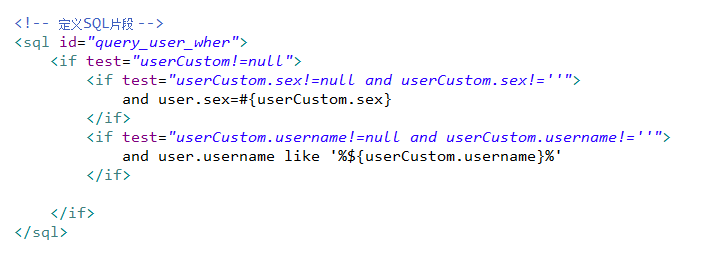 <!-- 定义SQL片段 -->
<sql id="query_user_wher">
<if test="userCustom!=null">
<if test="userCustom.sex!=null and userCustom.sex!=''">
and user.sex=#{userCustom.sex}
</if>
<if test="userCustom.username!=null and userCustom.username!=''">
and user.username like '%${userCustom.username}%'
</if>
</if>
</sql>